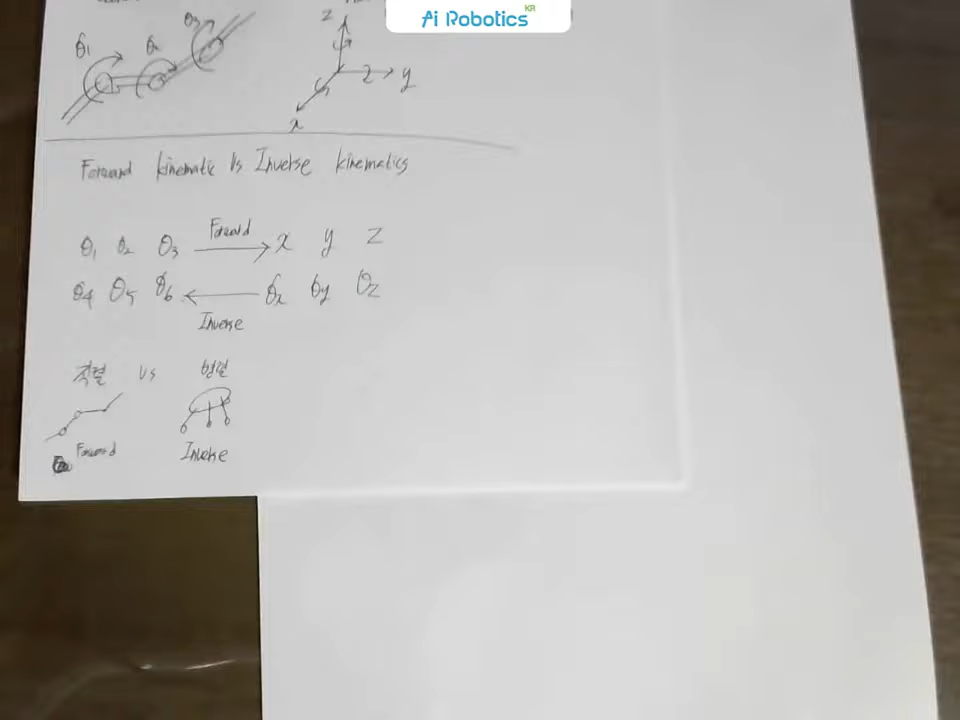 Ai Robotics KR
z
θ3
θ1 θ2
z y
x
Forward kinematic Vs Inverse kinematics
Forward
θ1 θ2 θ3 x y z
θ4 θ5 θ6 θx θy θz
Inverse
직렬 vs 병렬
Forward Inverse